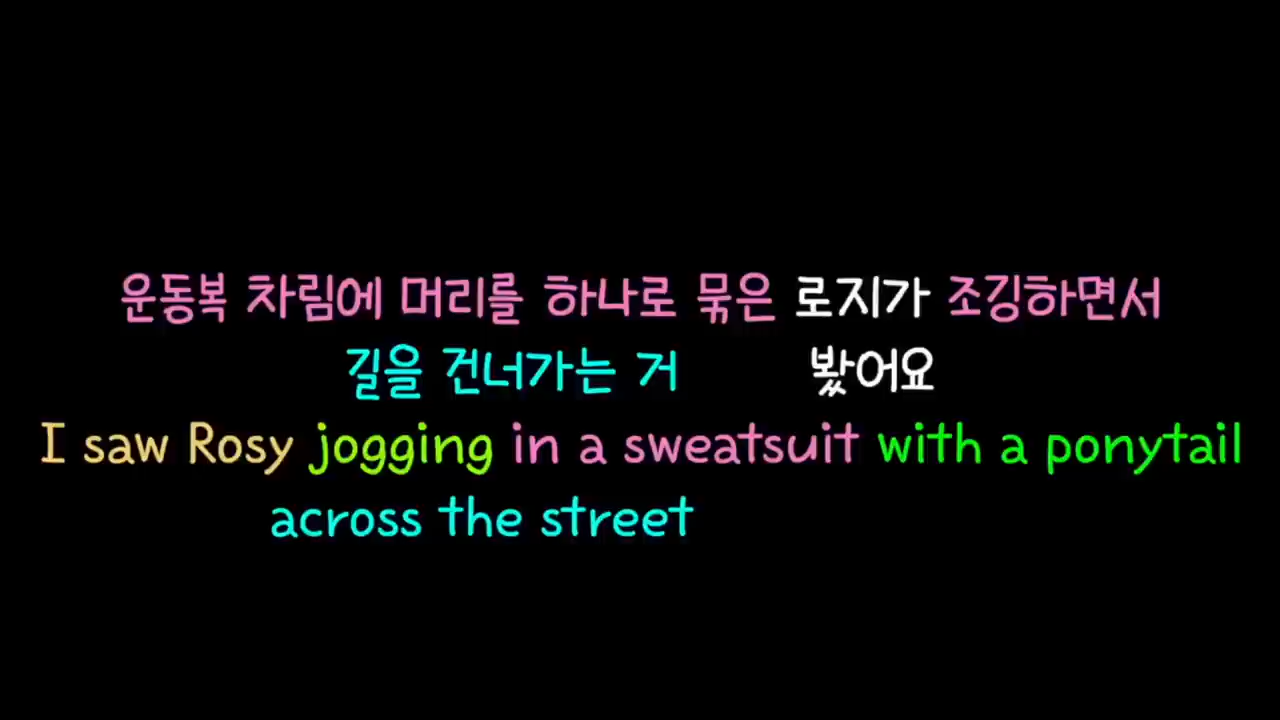 운동복 차림에 머리를 하나로 묶은 로지가 조깅하면서
길을 건너가는 거 봤어요
I saw Rosy jogging in a sweatsuit with a ponytail
across the street